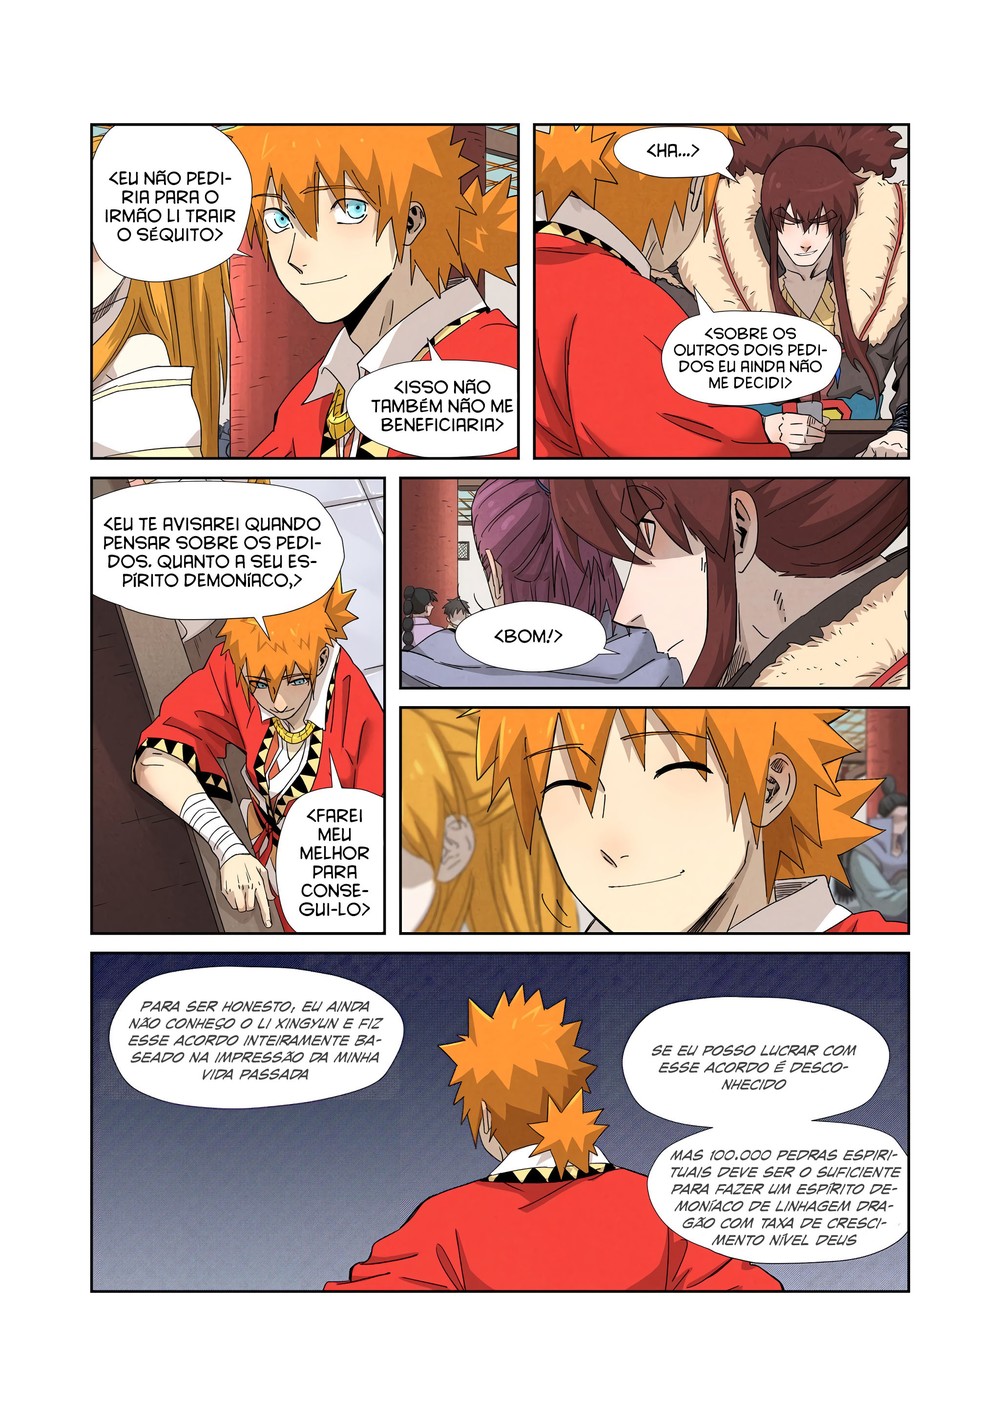 <EU NÃO PEDI-
RIA PARA O
IRMÃO LI TRAIR
O SÉQUITO>
<ISSO NÃO
TAMBÉM NÃO ME
BENEFICIARIA>
<HA...>
<SOBRE OS
OUTROS DOIS PEDI-
DOS EU AINDA NÃO
ME DECIDI>
<EU TE AVISAREI QUANDO
PENSAR SOBRE OS PEDI-
DOS. QUANTO A SEU ES-
PÍRITO DEMONÍACO,>
<FAREI
MEU
MELHOR
PARA
CONSE-
GUI-LO>
<BOM!>
PARA SER HONESTO, EU AINDA
NÃO CONHEÇO O LI XINGYUN E FIZ
ESSE ACORDO INTEIRAMENTE BA-
SEADO NA IMPRESSÃO DA MINHA
VIDA PASSADA
SE EU POSSO LUCRAR COM
ESSE ACORDO É DESCO-
NHECIDO
MAS 100.000 PEDRAS ESPIRI-
TUAIS DEVE SER O SUFICIENTE
PARA FAZER UM ESPÍRITO DE-
MONÍACO DE LINHAGEM DRA-
GÃO COM TAXA DE CRESCI-
MENTO NÍVEL DEUS